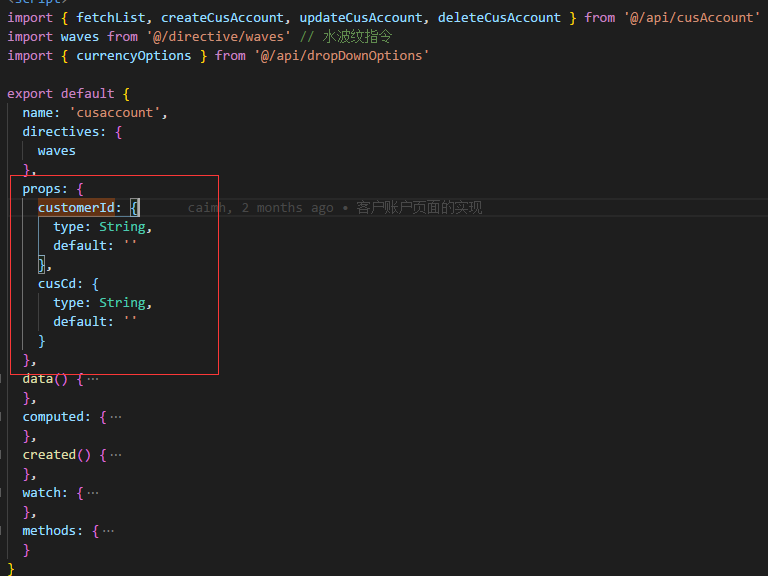 <script>
import { fetchList, createCusAccount, updateCusAccount, deleteCusAccount } from '@/api/cusAccount'
import waves from '@/directive/waves' // 水波纹指令
import { currencyOptions } from '@/api/dropDownOptions'
export default {
name: 'cusaccount',
directives: {
waves
},
props: {
customerId: { caimh, 2 months ago • 客户账户页面的实现
type: String,
default: ''
},
cusCd: {
type: String,
default: ''
}
},
data() {…
},
computed: {…
},
created() {…
},
watch: {…
},
methods: {…
}
}